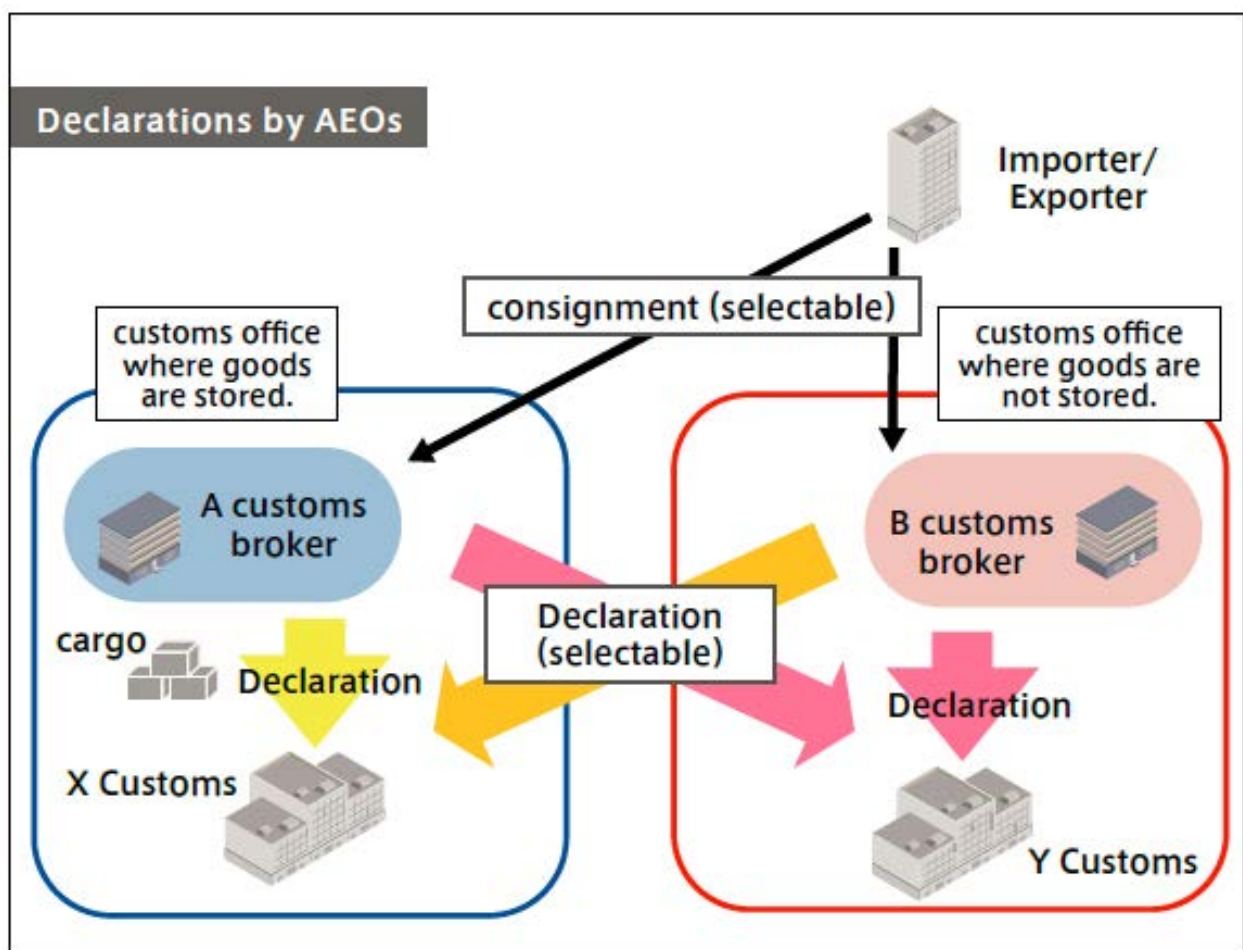 Declarations by AEOs
Importer/
Exporter
consignment (selectable)
customs office
where goods
are stored.
customs office
where goods are
not stored.
A customs
broker
B customs
broker
Declaration
(selectable)
cargo
Declaration
Declaration
X Customs
Y Customs